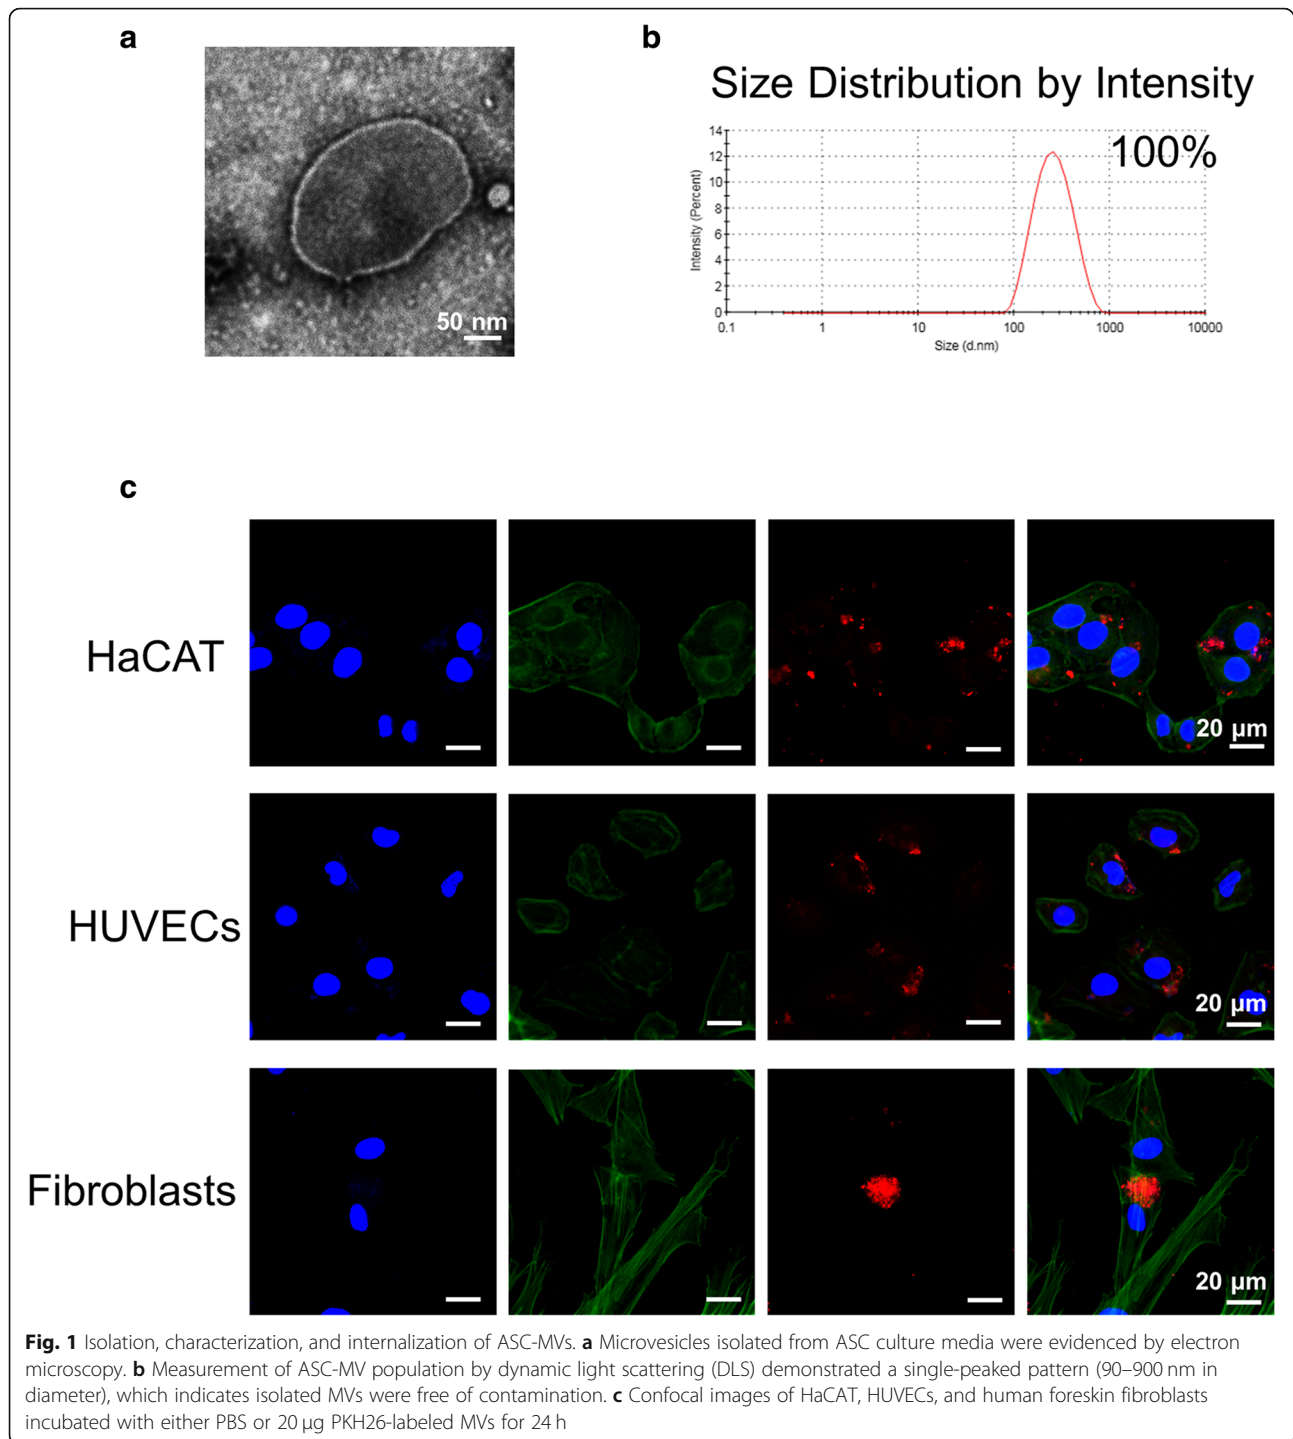 a
50 nm
b
Size Distribution by Intensity
100%
14
12
10
8
6
4
2
0
Intensity (Percent)
0.1 1 10 100 1000 10000
Size (d.nm)
c
HaCAT
20 µm
HUVECs
20 µm
Fibroblasts
20 µm
Fig. 1 Isolation, characterization, and internalization of ASC-MVs. a Microvesicles isolated from ASC culture media were evidenced by electron
microscopy. b Measurement of ASC-MV population by dynamic light scattering (DLS) demonstrated a single-peaked pattern (90–900 nm in
diameter), which indicates isolated MVs were free of contamination. c Confocal images of HaCAT, HUVECs, and human foreskin fibroblasts
incubated with either PBS or 20 µg PKH26-labeled MVs for 24 h